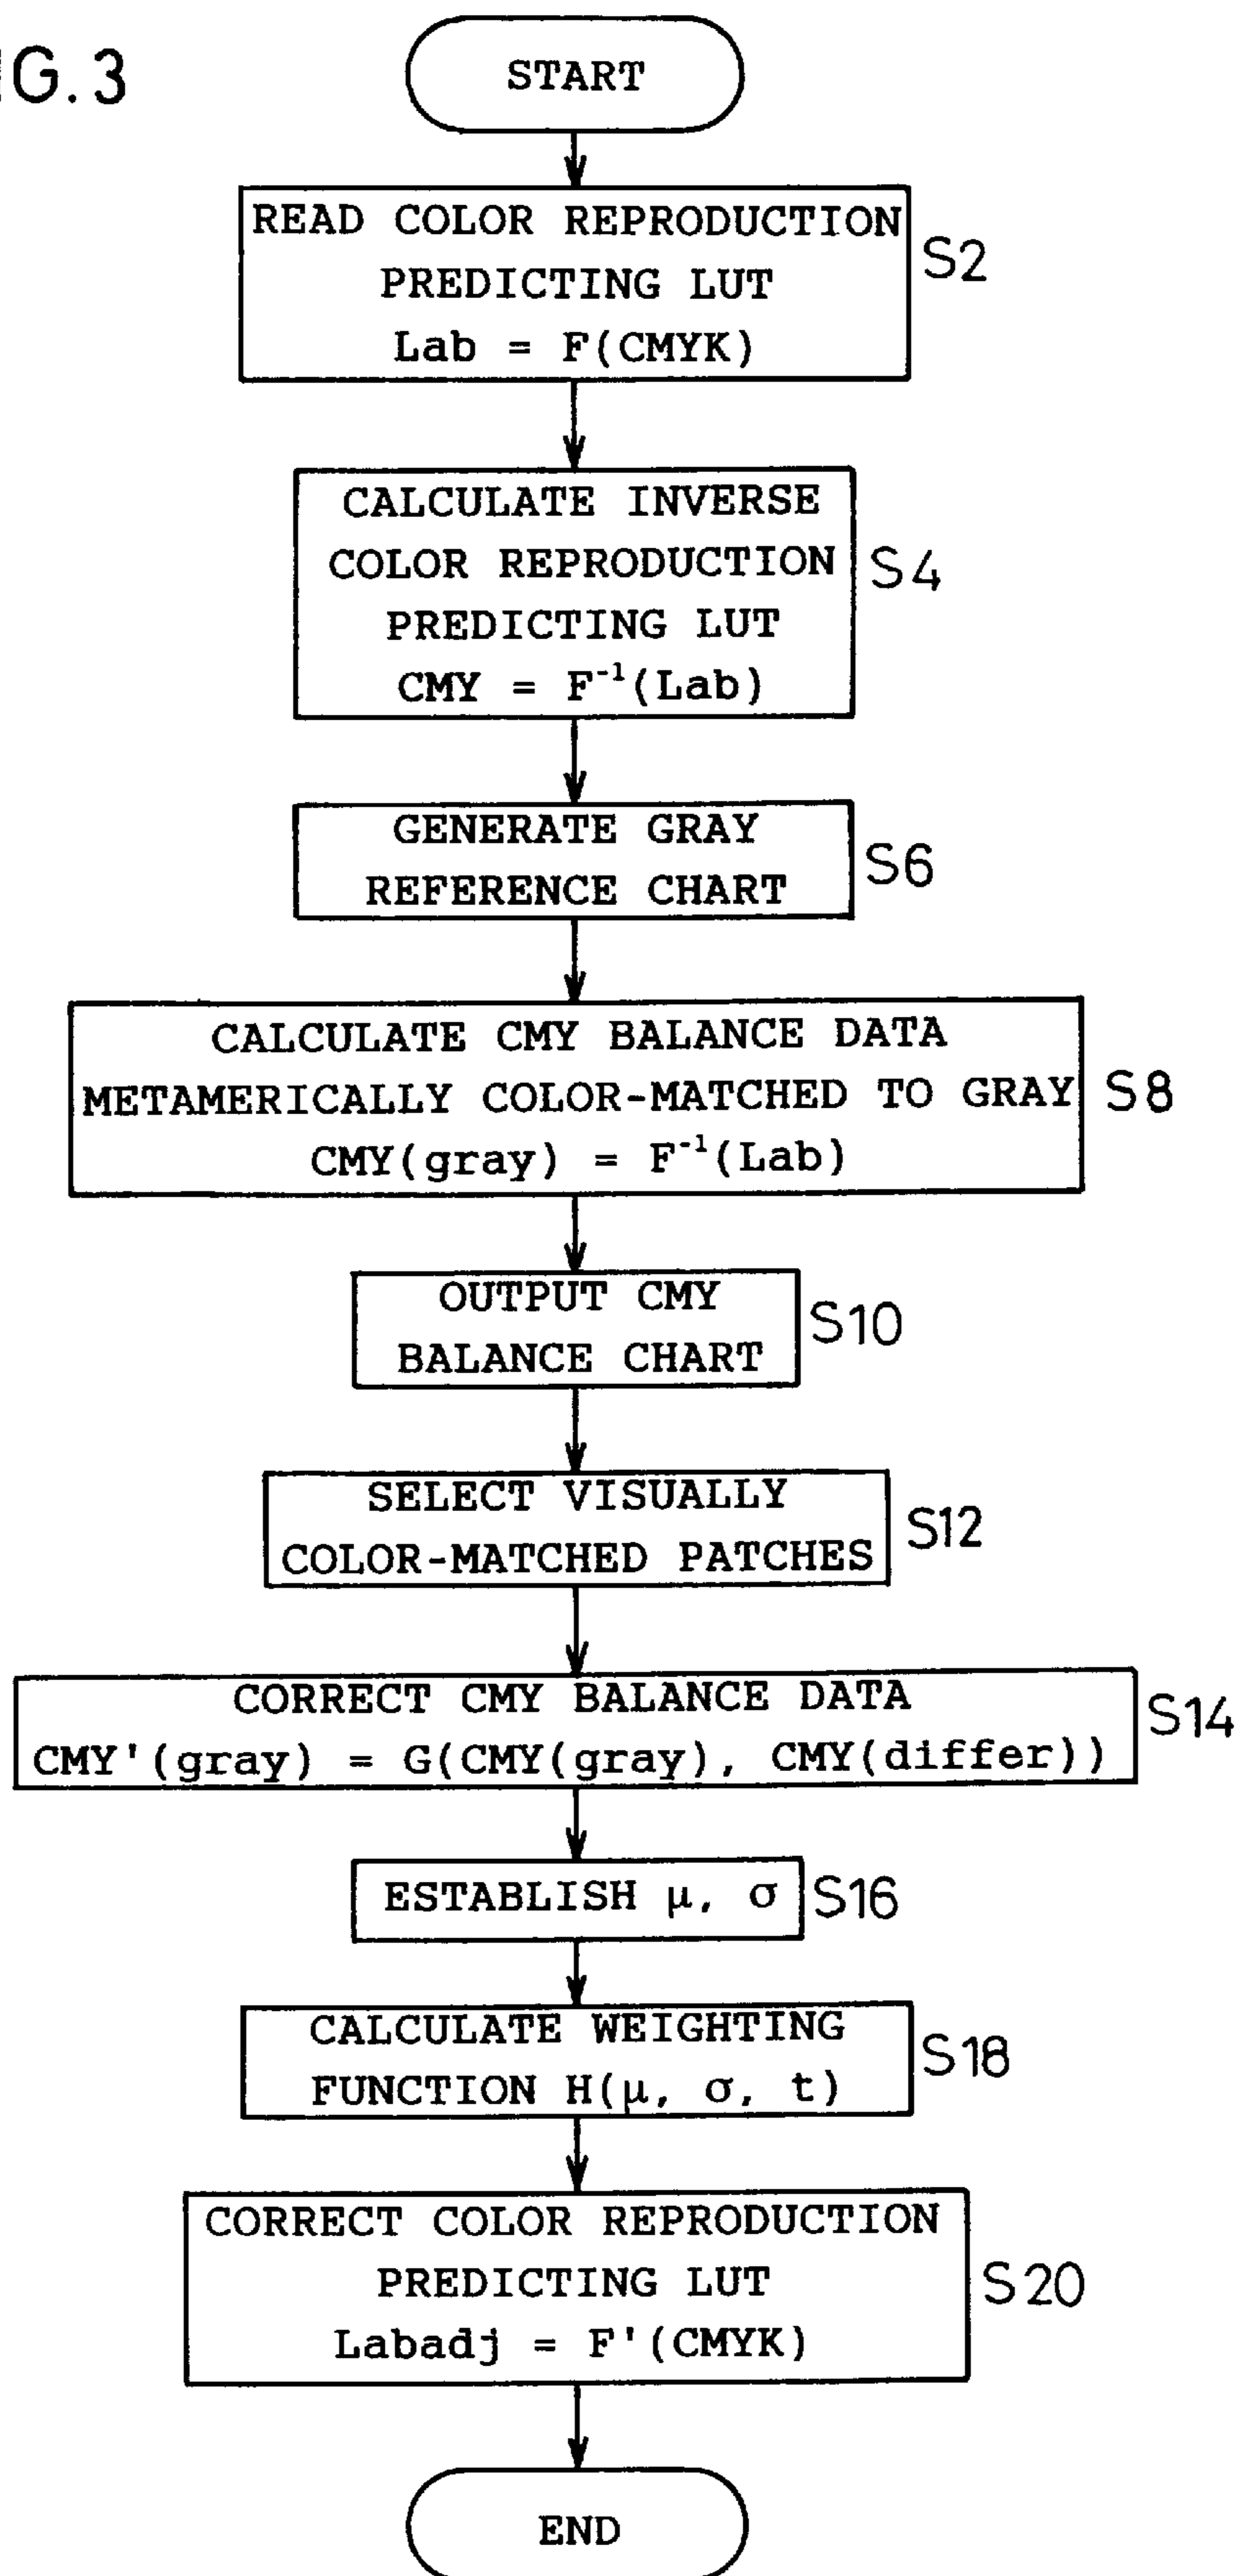 IG.3
START
READ COLOR REPRODUCTION
PREDICTING LUT
Lab = F(CMYK)
S2
CALCULATE INVERSE
COLOR REPRODUCTION
PREDICTING LUT
CMY = F⁻¹(Lab)
S4
GENERATE GRAY
REFERENCE CHART
S6
CALCULATE CMY BALANCE DATA
METAMERICALLY COLOR-MATCHED TO GRAY
CMY(gray) = F⁻¹(Lab)
S8
OUTPUT CMY
BALANCE CHART
S10
SELECT VISUALLY
COLOR-MATCHED PATCHES
S12
CORRECT CMY BALANCE DATA
CMY'(gray) = G(CMY(gray), CMY(differ))
S14
ESTABLISH μ, σ
S16
CALCULATE WEIGHTING
FUNCTION H(μ, σ, t)
S18
CORRECT COLOR REPRODUCTION
PREDICTING LUT
Labadj = F'(CMYK)
S20
END